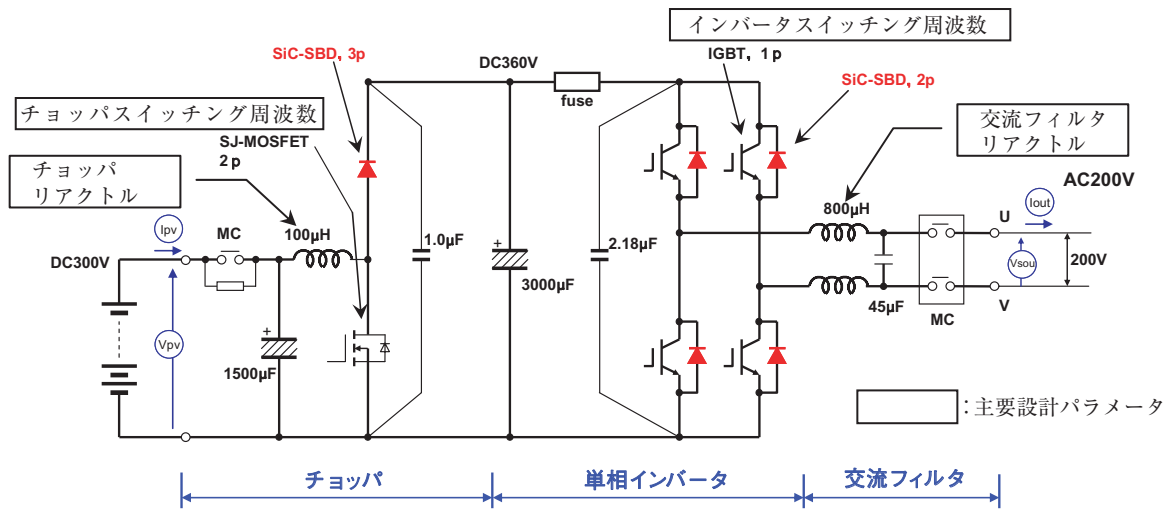 インバータスイッチング周波数
SiC-SBD, 3p
DC360V
IGBT, 1p
fuse
SiC-SBD, 2p
チョッパスイッチング周波数
SJ-MOSFET
2p
交流フィルタ
リアクトル
チョッパ
リアクトル
AC200V
Ipv
MC
100μH
800μH
Iout
U
DC300V
1.0μF
2.18μF
Vsou
200V
+
3000μF
45μF
MC
V
Vpv
+
1500μF
:主要設計パラメータ
チョッパ
単相インバータ
交流フィルタ